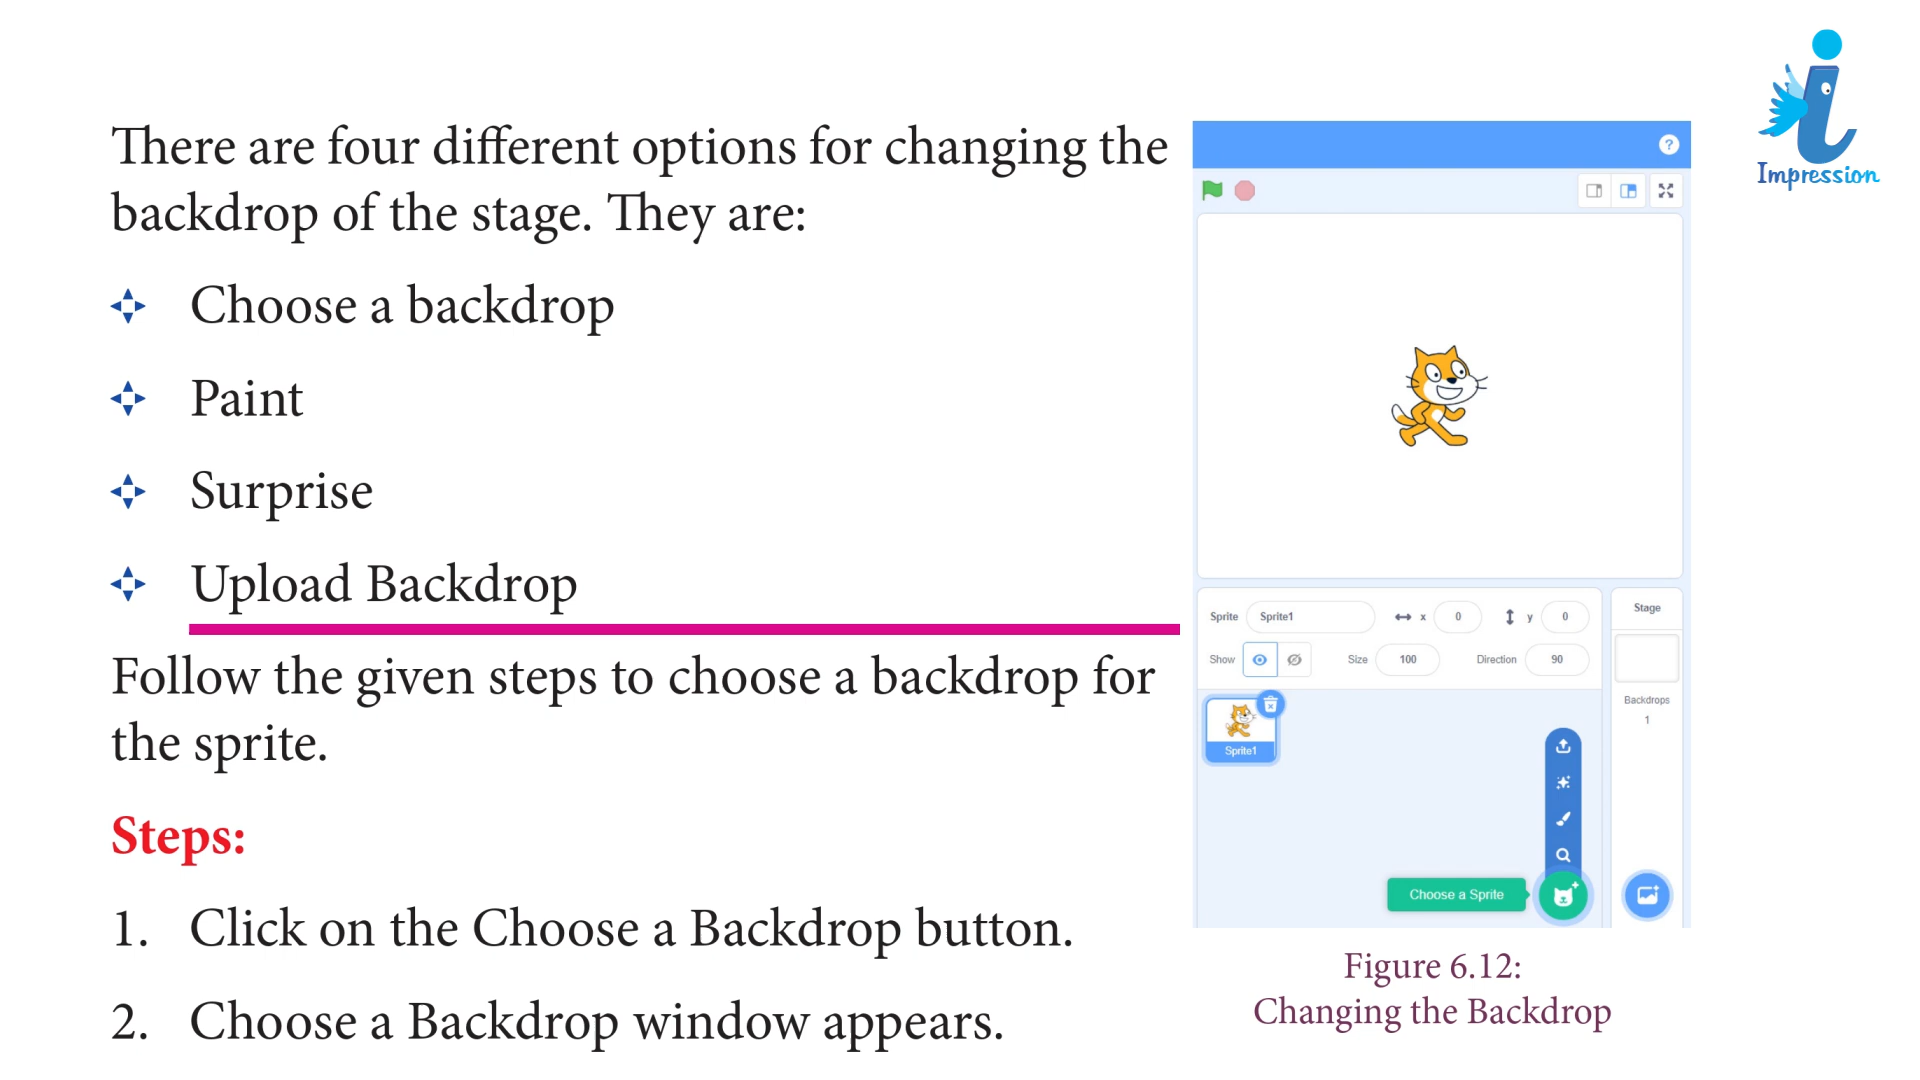 There are four different options for changing the
backdrop of the stage. They are:
Choose a backdrop
Paint
Surprise
Upload Backdrop
Follow the given steps to choose a backdrop for
the sprite.
Steps:
1. Click on the Choose a Backdrop button.
2. Choose a Backdrop window appears.
?
Sprite Sprite1 x 0 y 0
Show Size 100 Direction 90
Sprite1
Choose a Sprite
Stage
Backdrops
1
Figure 6.12:
Changing the Backdrop
Impression